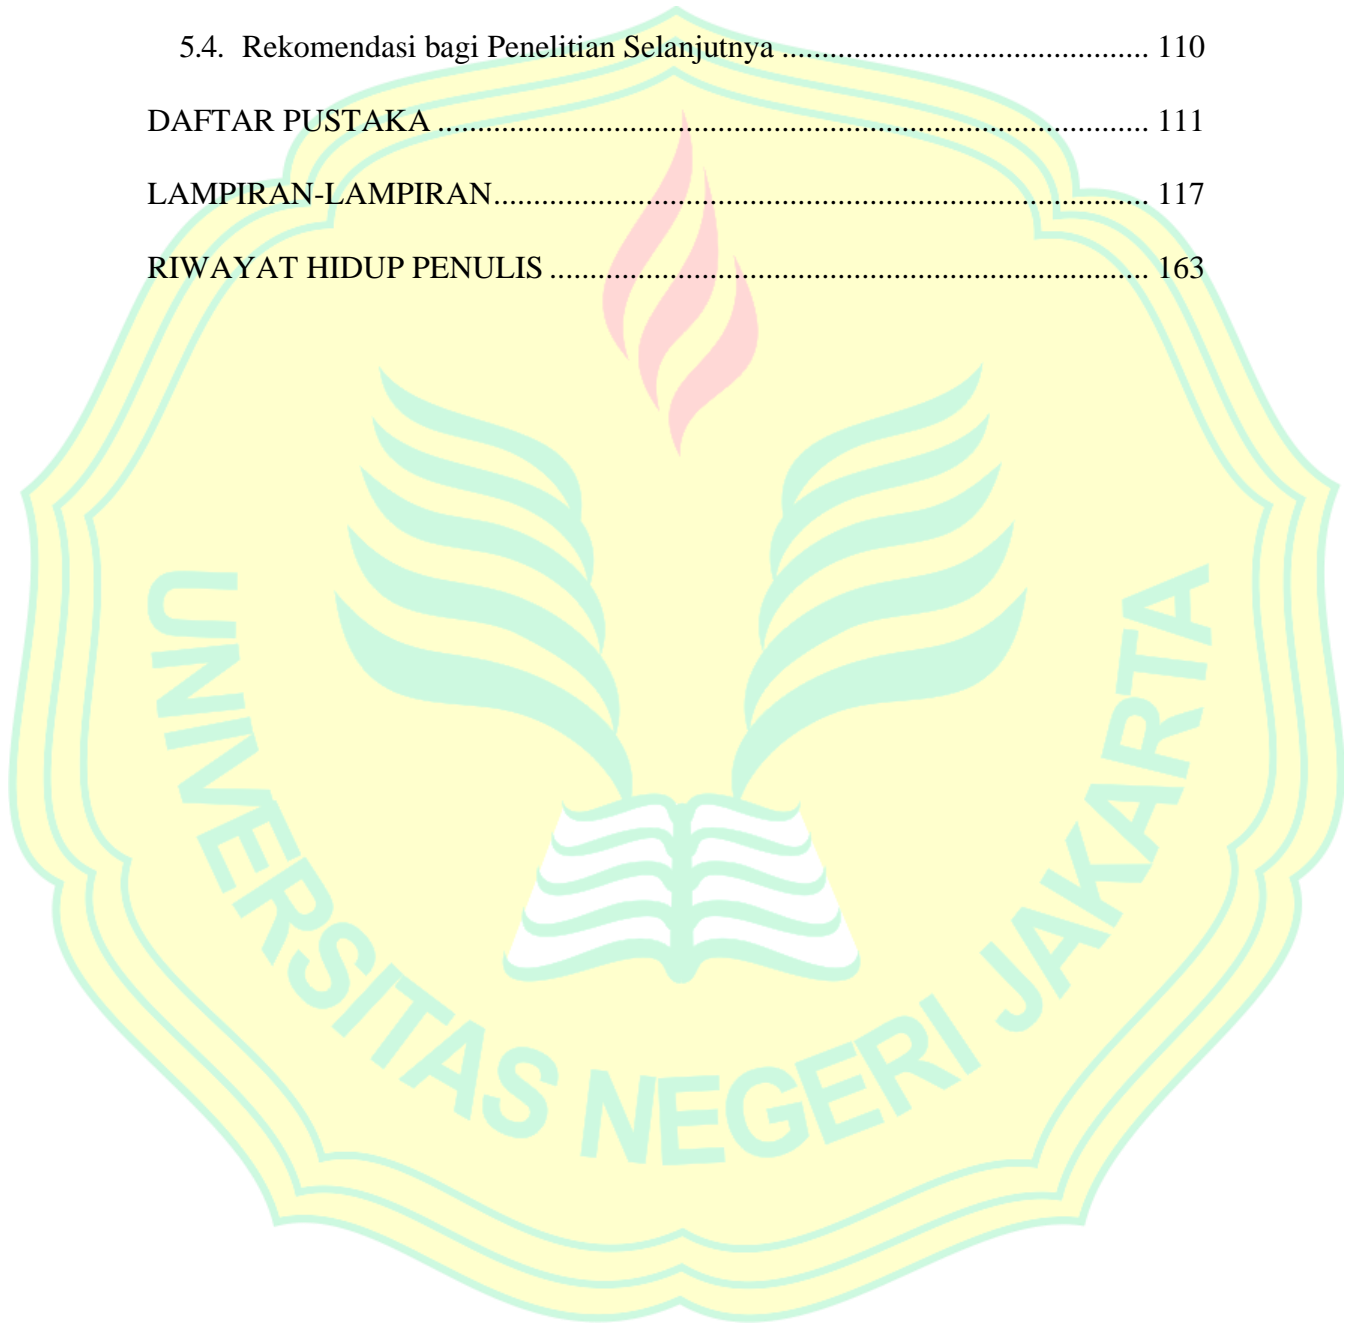 5.4. Rekomendasi bagi Penelitian Selanjutnya ............................................. 110
DAFTAR PUSTAKA ....................................................................................... 111
LAMPIRAN-LAMPIRAN................................................................................ 117
RIWAYAT HIDUP PENULIS ......................................................................... 163
UNIVERSITAS NEGERI JAKARTA